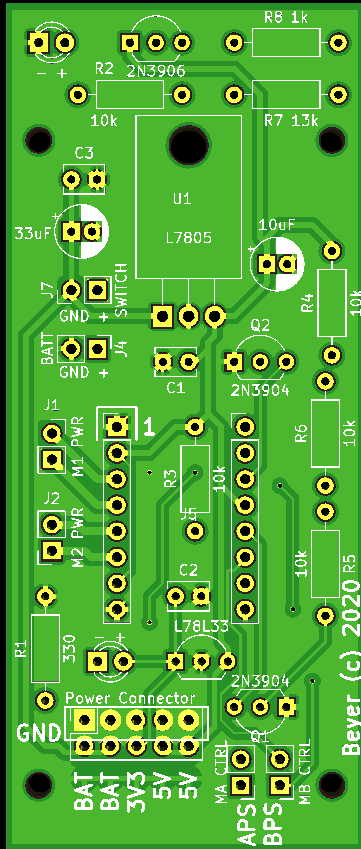 R8 1k
- +
2N3906
R2
10k
R7 13k
C3
U1
33uF
+
L7805
10uF
+
J7
SWITCH
GND +
R4
10k
BATT
J4
GND +
Q2
C1
2N3904
J1
PWR
1
M1
R6
10k
R3
10k
J2
PWR
J5
M2
10k
R5
C2
R1
330
- +
L78L33
2N3904
Power Connector
GND
Q1
BAT
BAT
3V3
5V
5V
MA CTRL
MB CTRL
APS
BPS
Beyer (c) 2020